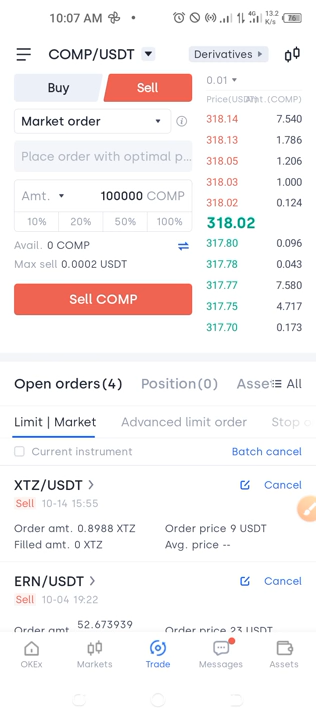 10:07 AM
4G 13.2 K/s 76
COMP/USDT
Derivatives
Buy
Sell
0.01
Market order
Price(USDT) Amt.(COMP)
318.14 7.540
Place order with optimal p...
318.13 1.786
318.05 1.206
Amt. 100000 COMP
318.03 1.000
318.02 0.124
10% 20% 50% 100%
318.02
Avail. 0 COMP
317.80 0.096
Max sell 0.0002 USDT
317.78 0.043
317.77 7.580
Sell COMP
317.75 4.717
317.70 0.173
Open orders(4) Position(0) Asse All
Limit | Market Advanced limit order Stop o
Current instrument Batch cancel
XTZ/USDT Cancel
Sell 10-14 15:55
Order amt. 0.8988 XTZ Order price 9 USDT
Filled amt. 0 XTZ Avg. price --
ERN/USDT Cancel
Sell 10-04 19:22
Order amt. 52.673939 Order price 23 USDT
OKEx Markets Trade Messages Assets